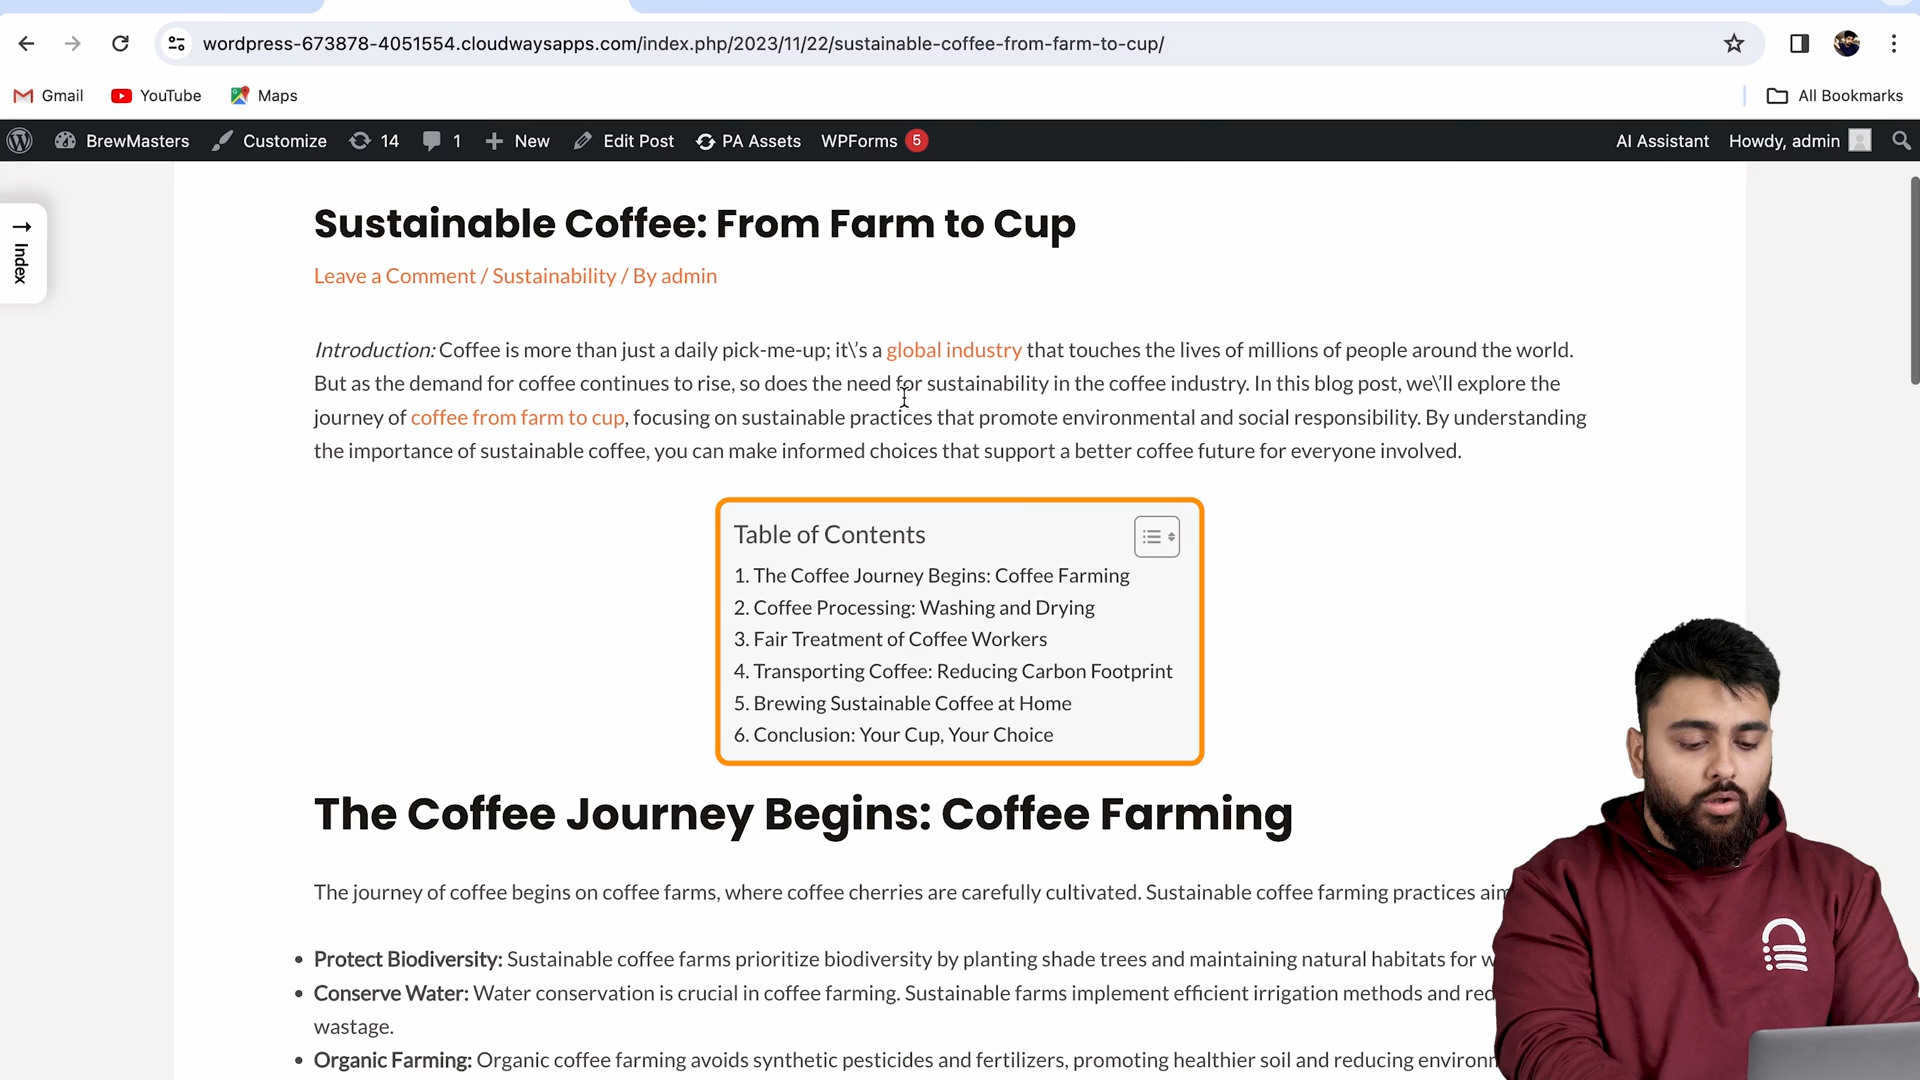 wordpress-673878-4051554.cloudwaysapps.com/index.php/2023/11/22/sustainable-coffee-from-farm-to-cup/
Gmail YouTube Maps All Bookmarks
BrewMasters Customize 14 1 New Edit Post PA Assets WPForms 5 AI Assistant Howdy, admin
Index
Sustainable Coffee: From Farm to Cup
Leave a Comment / Sustainability / By admin
Introduction: Coffee is more than just a daily pick-me-up; it\'s a global industry that touches the lives of millions of people around the world.
But as the demand for coffee continues to rise, so does the need for sustainability in the coffee industry. In this blog post, we\'ll explore the
journey of coffee from farm to cup, focusing on sustainable practices that promote environmental and social responsibility. By understanding
the importance of sustainable coffee, you can make informed choices that support a better coffee future for everyone involved.
Table of Contents
1. The Coffee Journey Begins: Coffee Farming
2. Coffee Processing: Washing and Drying
3. Fair Treatment of Coffee Workers
4. Transporting Coffee: Reducing Carbon Footprint
5. Brewing Sustainable Coffee at Home
6. Conclusion: Your Cup, Your Choice
The Coffee Journey Begins: Coffee Farming
The journey of coffee begins on coffee farms, where coffee cherries are carefully cultivated. Sustainable coffee farming practices aim
• Protect Biodiversity: Sustainable coffee farms prioritize biodiversity by planting shade trees and maintaining natural habitats for
• Conserve Water: Water conservation is crucial in coffee farming. Sustainable farms implement efficient irrigation methods and
wastage.
• Organic Farming: Organic coffee farming avoids synthetic pesticides and fertilizers, promoting healthier soil and reducing